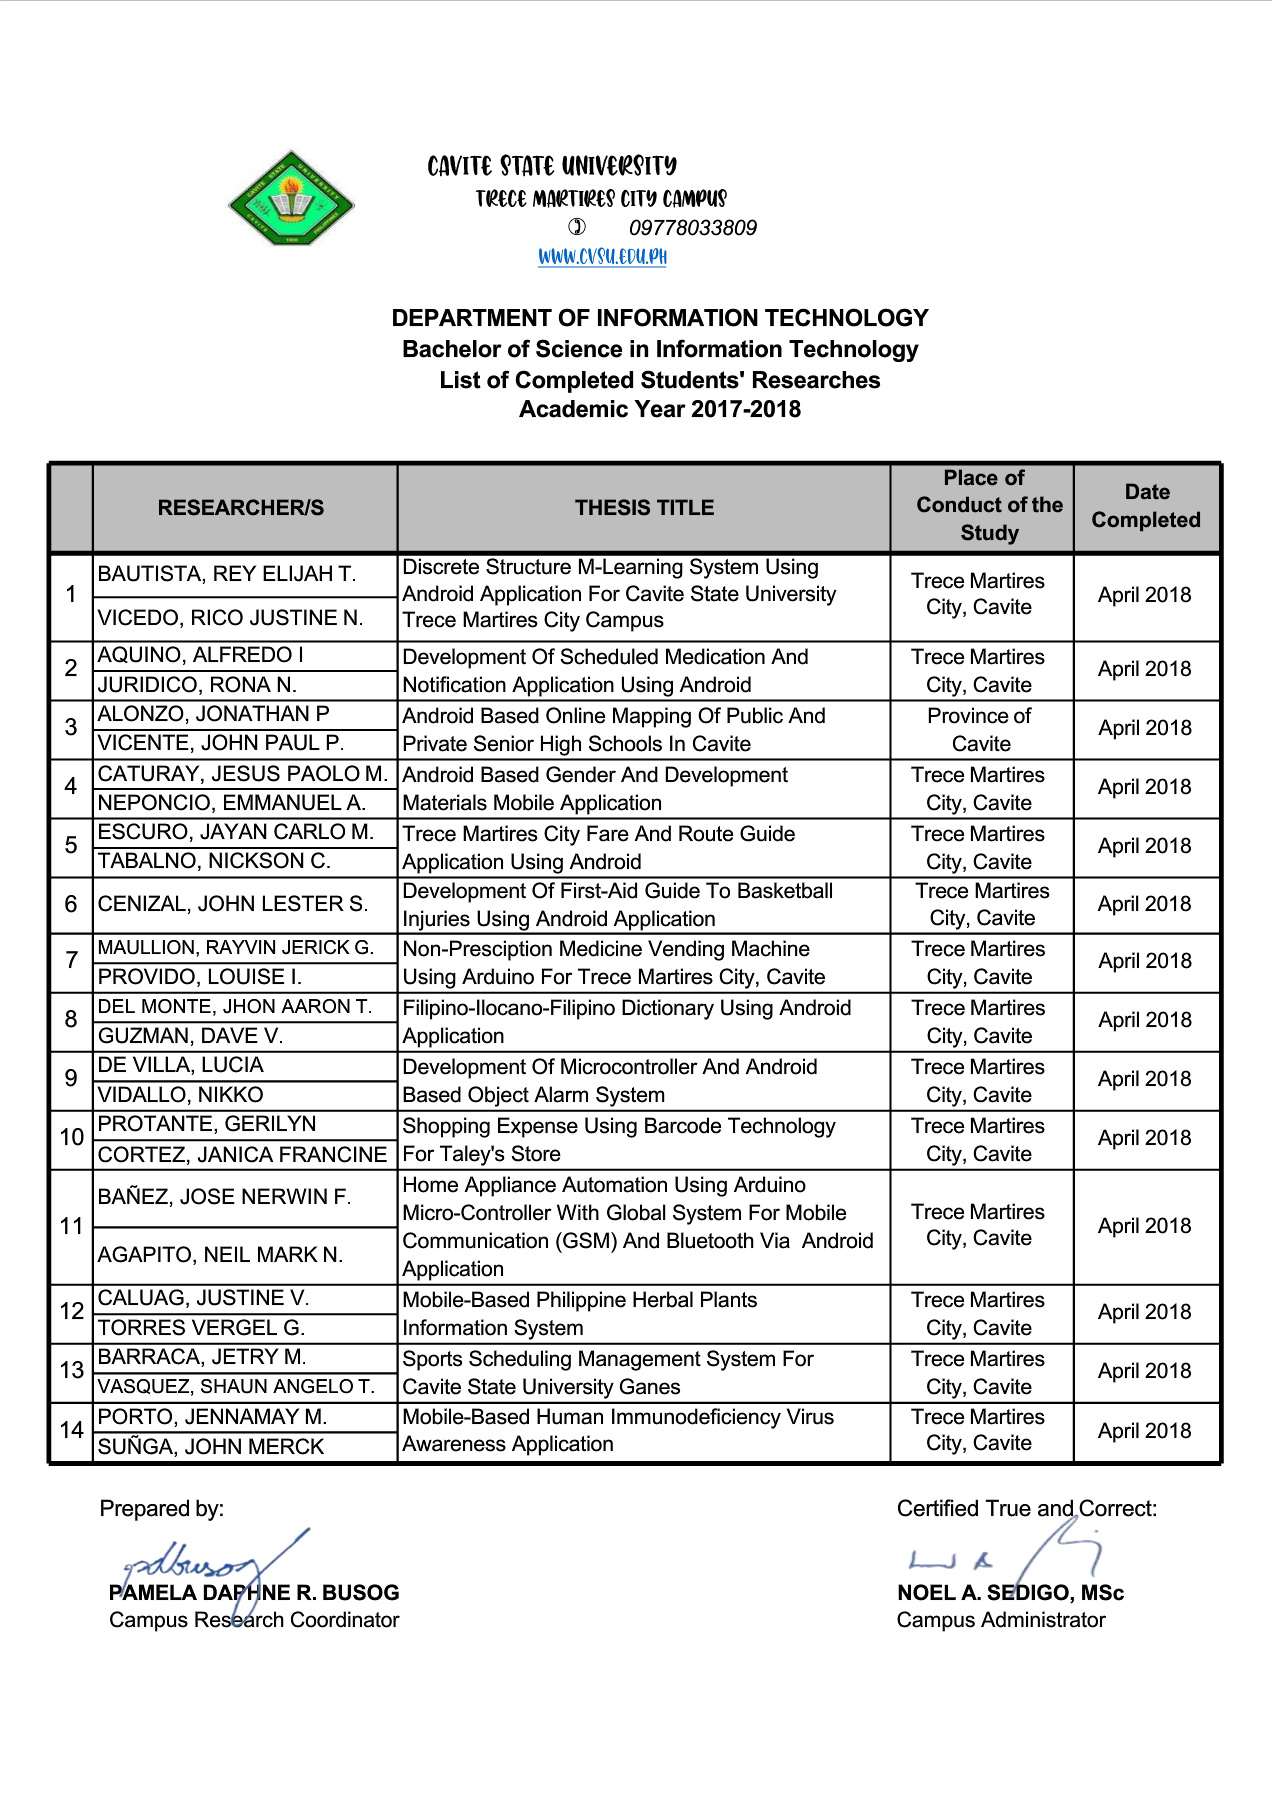 CAVITE STATE UNIVERSITY
TRECE MARTIRES CITY CAMPUS
✆ 09778033809
WWW.CVSU.EDU.PH
DEPARTMENT OF INFORMATION TECHNOLOGY
Bachelor of Science in Information Technology
List of Completed Students' Researches
Academic Year 2017-2018
RESEARCHER/S
THESIS TITLE
Place of
Conduct of the
Study
Date
Completed
1
BAUTISTA, REY ELIJAH T.
VICEDO, RICO JUSTINE N.
Discrete Structure M-Learning System Using
Android Application For Cavite State University
Trece Martires City Campus
Trece Martires
City, Cavite
April 2018
2
AQUINO, ALFREDO I
JURIDICO, RONA N.
Development Of Scheduled Medication And
Notification Application Using Android
Trece Martires
City, Cavite
April 2018
3
ALONZO, JONATHAN P
VICENTE, JOHN PAUL P.
Android Based Online Mapping Of Public And
Private Senior High Schools In Cavite
Province of
Cavite
April 2018
4
CATURAY, JESUS PAOLO M.
NEPONCIO, EMMANUEL A.
Android Based Gender And Development
Materials Mobile Application
Trece Martires
City, Cavite
April 2018
5
ESCURO, JAYAN CARLO M.
TABALNO, NICKSON C.
Trece Martires City Fare And Route Guide
Application Using Android
Trece Martires
City, Cavite
April 2018
6
CENIZAL, JOHN LESTER S.
Development Of First-Aid Guide To Basketball
Injuries Using Android Application
Trece Martires
City, Cavite
April 2018
7
MAULLION, RAYVIN JERICK G.
PROVIDO, LOUISE I.
Non-Presciption Medicine Vending Machine
Using Arduino For Trece Martires City, Cavite
Trece Martires
City, Cavite
April 2018
8
DEL MONTE, JHON AARON T.
GUZMAN, DAVE V.
Filipino-Ilocano-Filipino Dictionary Using Android
Application
Trece Martires
City, Cavite
April 2018
9
DE VILLA, LUCIA
VIDALLO, NIKKO
Development Of Microcontroller And Android
Based Object Alarm System
Trece Martires
City, Cavite
April 2018
10
PROTANTE, GERILYN
CORTEZ, JANICA FRANCINE
Shopping Expense Using Barcode Technology
For Taley's Store
Trece Martires
City, Cavite
April 2018
11
BAÑEZ, JOSE NERWIN F.
AGAPITO, NEIL MARK N.
Home Appliance Automation Using Arduino
Micro-Controller With Global System For Mobile
Communication (GSM) And Bluetooth Via Android
Application
Trece Martires
City, Cavite
April 2018
12
CALUAG, JUSTINE V.
TORRES VERGEL G.
Mobile-Based Philippine Herbal Plants
Information System
Trece Martires
City, Cavite
April 2018
13
BARRACA, JETRY M.
VASQUEZ, SHAUN ANGELO T.
Sports Scheduling Management System For
Cavite State University Ganes
Trece Martires
City, Cavite
April 2018
14
PORTO, JENNAMAY M.
SUÑGA, JOHN MERCK
Mobile-Based Human Immunodeficiency Virus
Awareness Application
Trece Martires
City, Cavite
April 2018
Prepared by:
pdbusog
PAMELA DAPHNE R. BUSOG
Campus Research Coordinator
Certified True and Correct:
NOEL A. SEDIGO, MSc
Campus Administrator